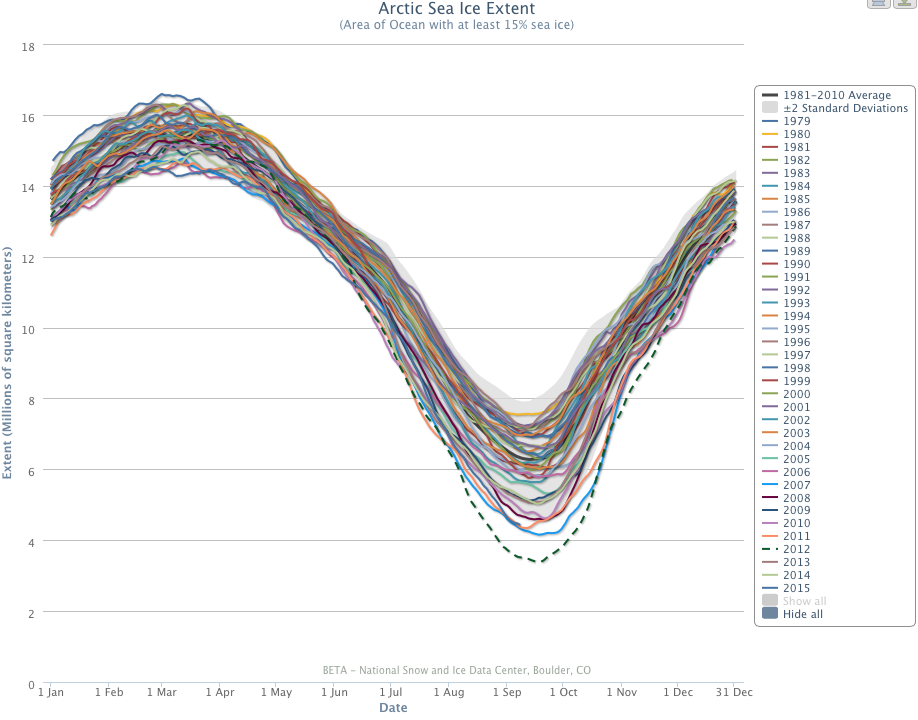 Arctic Sea Ice Extent
(Area of Ocean with at least 15% sea ice)
Extent (Millions of square kilometers)
18
16
14
12
10
8
6
4
2
0
1 Jan
1 Feb
1 Mar
1 Apr
1 May
1 Jun
1 Jul
1 Aug
1 Sep
1 Oct
1 Nov
1 Dec
31 Dec
Date
BETA - National Snow and Ice Data Center, Boulder, CO
1981-2010 Average
±2 Standard Deviations
1979
1980
1981
1982
1983
1984
1985
1986
1987
1988
1989
1990
1991
1992
1993
1994
1995
1996
1997
1998
1999
2000
2001
2002
2003
2004
2005
2006
2007
2008
2009
2010
2011
2012
2013
2014
2015
Show all
Hide all